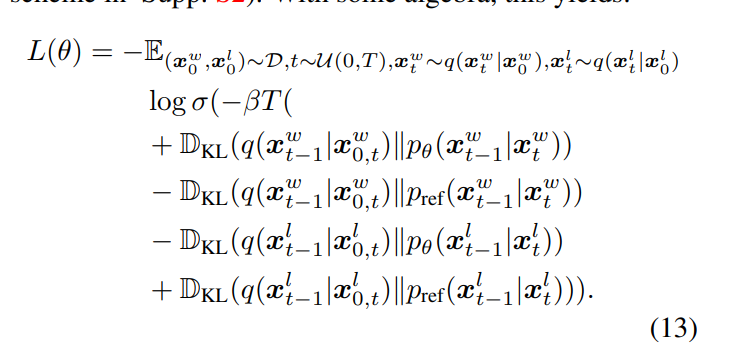 scheme in Supp. S2). With some algebra, this yields:
L(θ) = −𝔼_{(x_0^w, x_0^l)∼𝒟, t∼𝒰(0,T), x_t^w∼q(x_t^w|x_0^w), x_t^l∼q(x_t^l|x_0^l)}
log σ(−βT(
+ 𝔻_KL(q(x_{t−1}^w|x_{0,t}^w)‖p_θ(x_{t−1}^w|x_t^w))
− 𝔻_KL(q(x_{t−1}^w|x_{0,t}^w)‖p_ref(x_{t−1}^w|x_t^w))
− 𝔻_KL(q(x_{t−1}^l|x_{0,t}^l)‖p_θ(x_{t−1}^l|x_t^l))
+ 𝔻_KL(q(x_{t−1}^l|x_{0,t}^l)‖p_ref(x_{t−1}^l|x_t^l))).
(13)